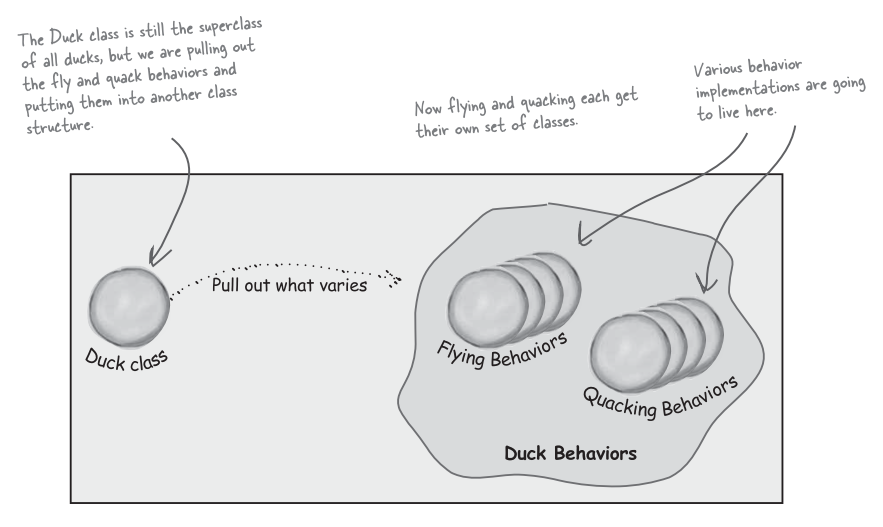 The Duck class is still the superclass
of all ducks, but we are pulling out
the fly and quack behaviors and
putting them into another class
structure.
Now flying and quacking each get
their own set of classes.
Various behavior
implementations are going
to live here.
Pull out what varies
Duck class
Flying Behaviors
Quacking Behaviors
Duck Behaviors